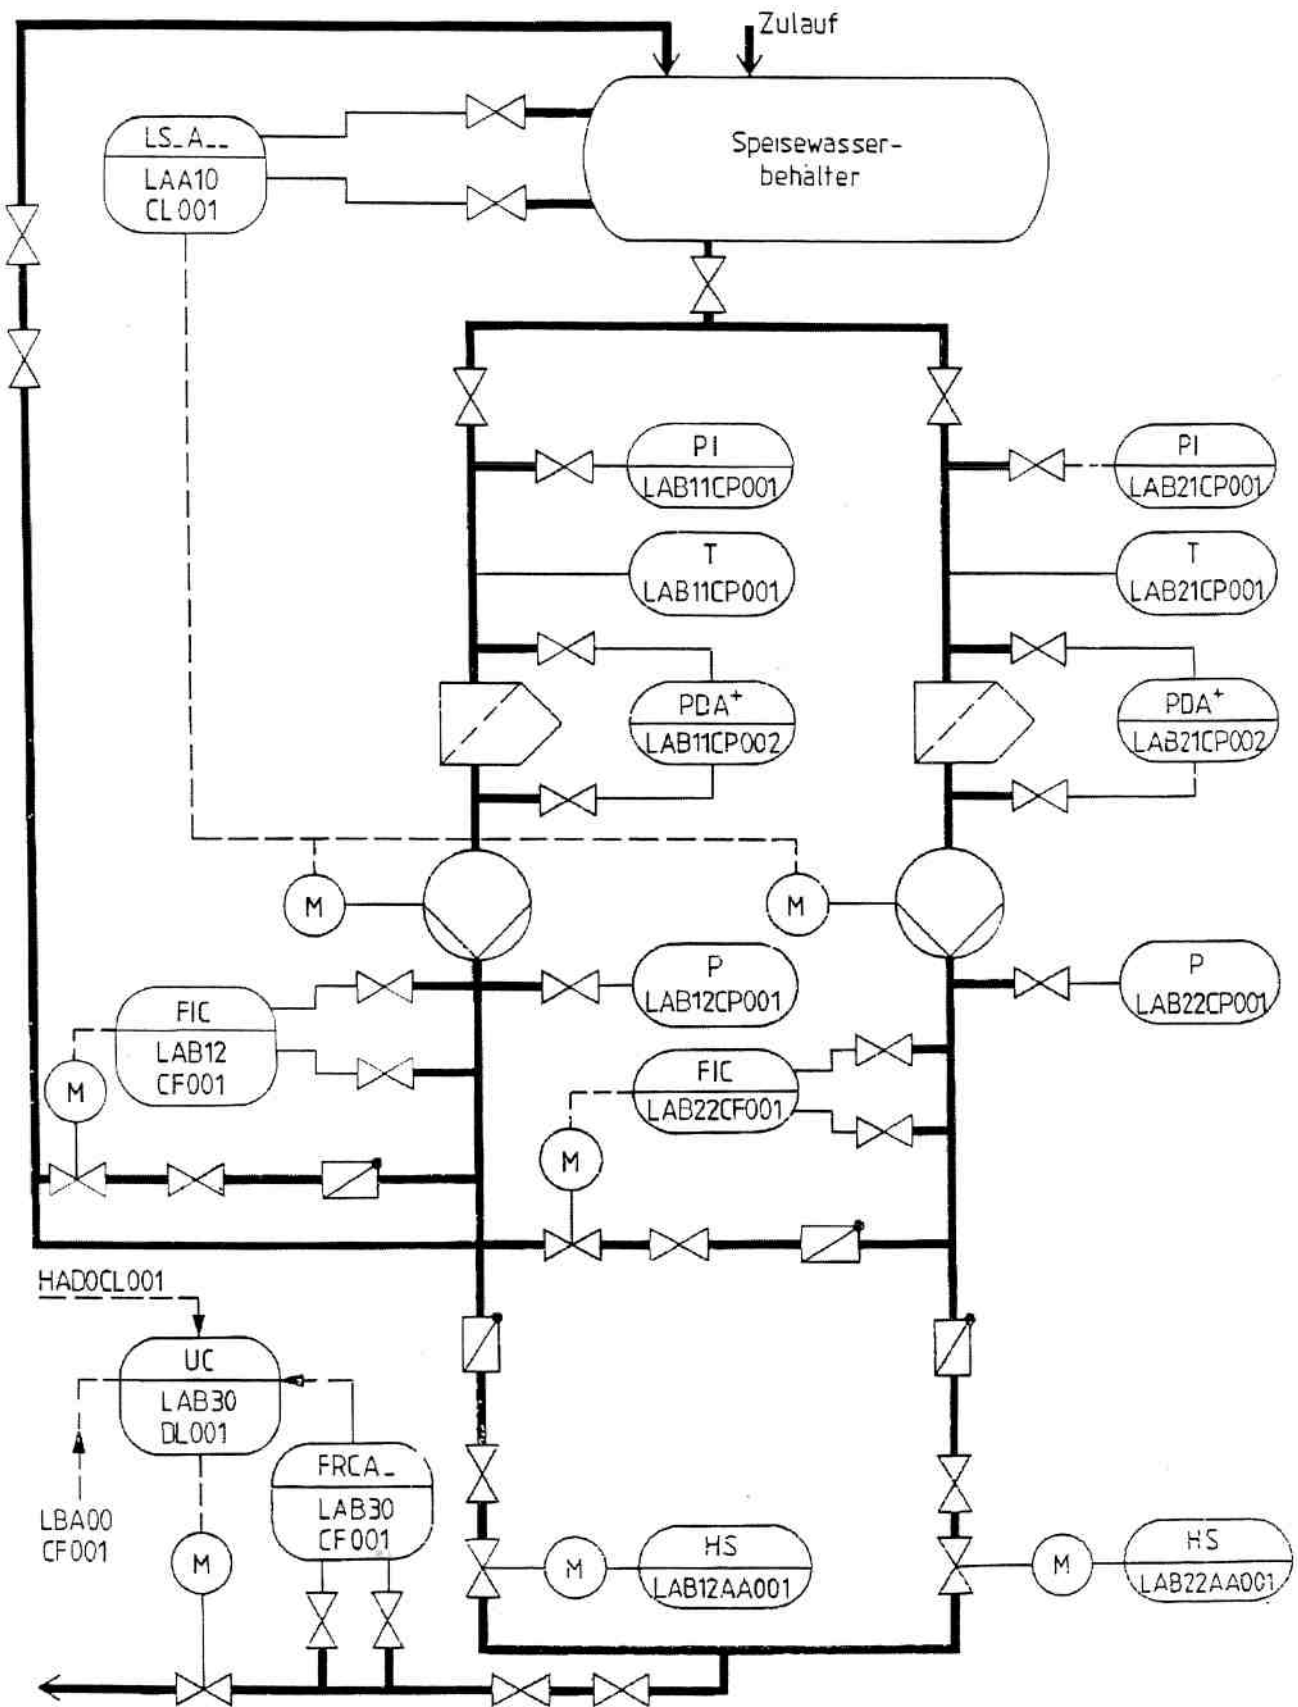 Zulauf
LS_A__
LAA10
CL001
Speisewasser-
behälter
PI
LAB11CP001
PI
LAB21CP001
T
LAB11CP001
T
LAB21CP001
PDA+
LAB11CP002
PDA+
LAB21CP002
M
M
P
LAB12CP001
P
LAB22CP001
FIC
LAB12
CF001
M
FIC
LAB22CF001
M
HAD0CL001
UC
LAB30
DL001
FRCA_
LAB30
CF001
LBA00
CF001
M
M
HS
LAB12AA001
M
HS
LAB22AA001